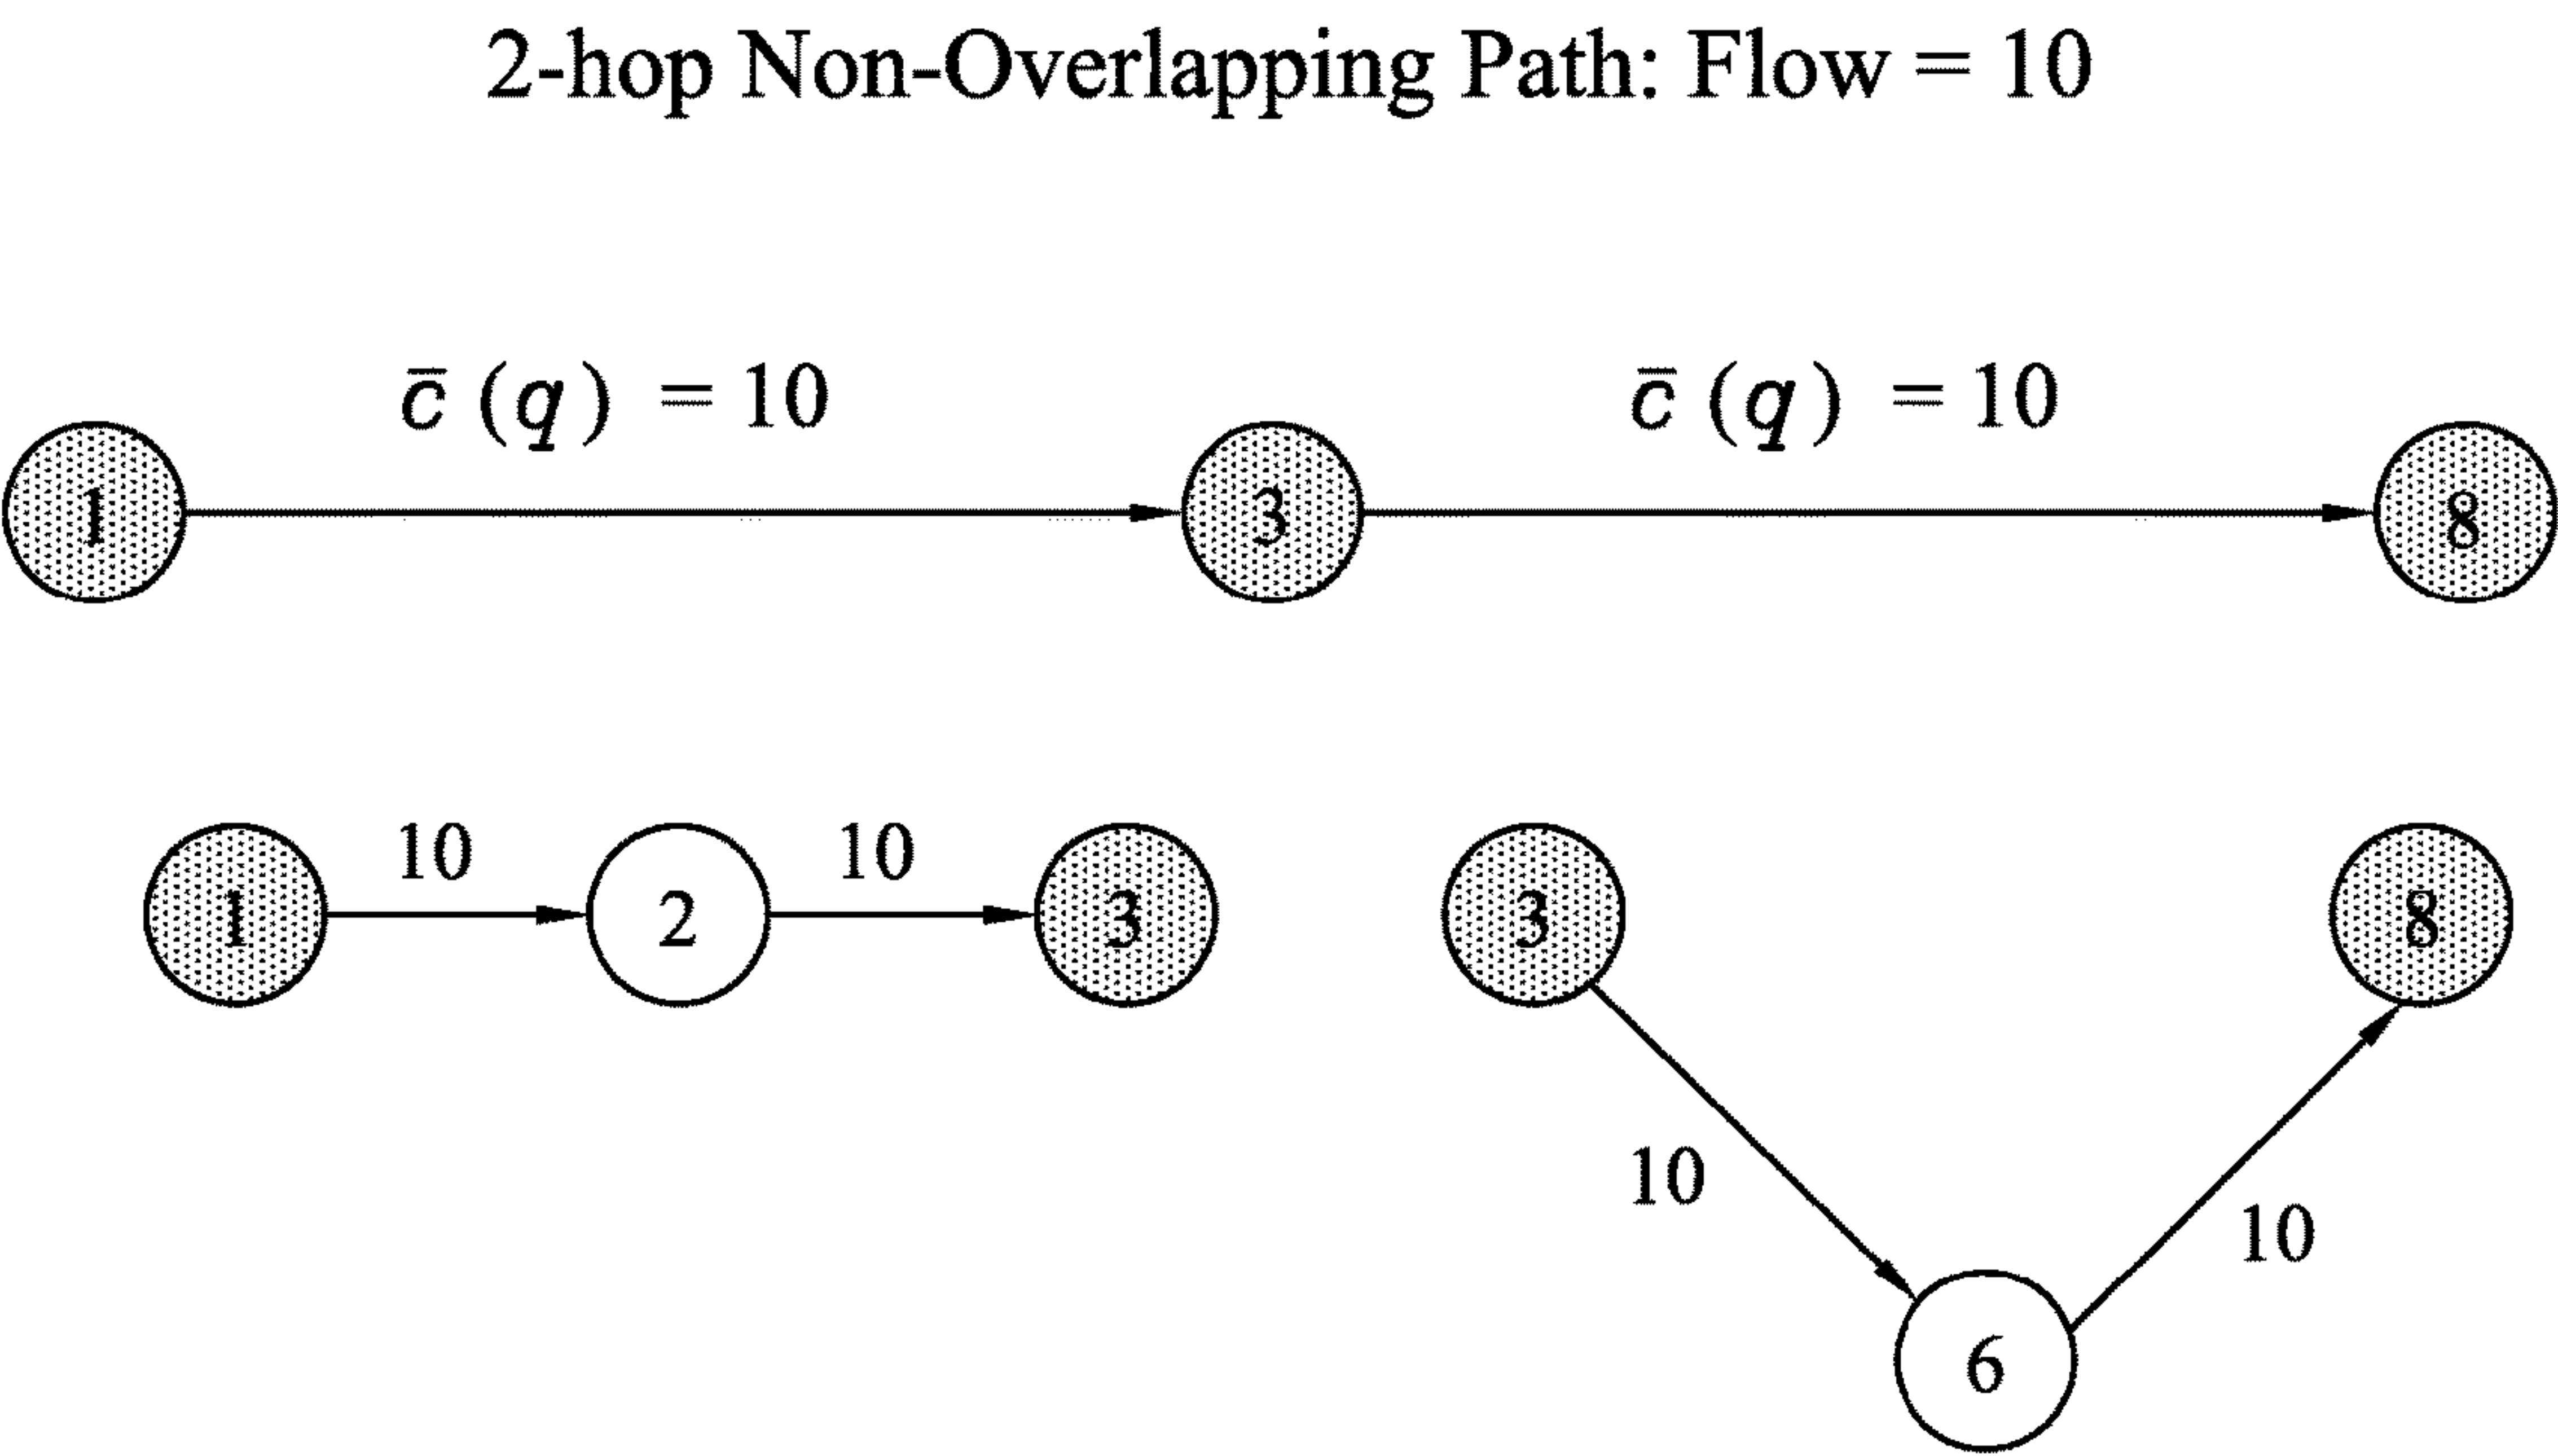 2-hop Non-Overlapping Path: Flow = 10
c̄ (q) = 10 c̄ (q) = 10
1 3 8
10 10
1 2 3 3 8
10 10
6